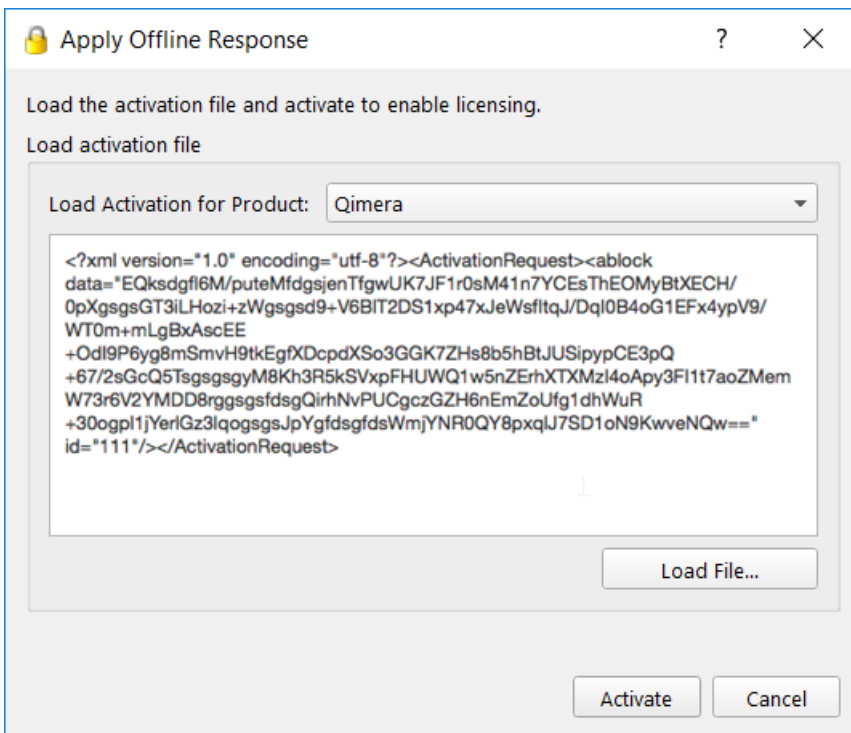 Apply Offline Response
?
Load the activation file and activate to enable licensing.
Load activation file
Load Activation for Product: Qimera
<?xml version="1.0" encoding="utf-8"?><ActivationRequest><ablock
data="EQksdgfl6M/puteMfdgsjenTfgwUK7JF1r0sM41n7YCEsThEOMyBtXECH/
0pXgsgsGT3iLHozi+zWgsgsd9+V6BlT2DS1xp47xJeWsfltqJ/Dql0B4oG1EFx4ypV9/
WT0m+mLgBxAscEE
+Odl9P6yg8mSmvH9tkEgfXDcpdXSo3GGK7ZHs8b5hBtJUSipypCE3pQ
+67/2sGcQ5TsgsgsgyM8Kh3R5kSVxpFHUWQ1w5nZErhXTXMzl4oApy3Fl1t7aoZMem
W73r6V2YMDD8rggsgsfdsgQirhNvPUCgczGZH6nEmZoUfg1dhWuR
+30ogpl1jYerlGz3lqogsgsJpYgfdsgfdsWmjYNR0QY8pxqlJ7SD1oN9KwveNQw=="
id="111"/></ActivationRequest>
Load File...
Activate
Cancel